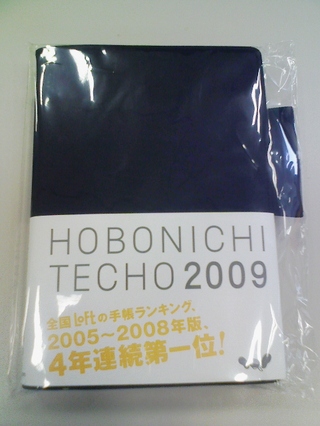 HOBONICHI
TECHO 2009
全国Loftの手帳ランキング、
2005～2008年版、
4年連続第一位!